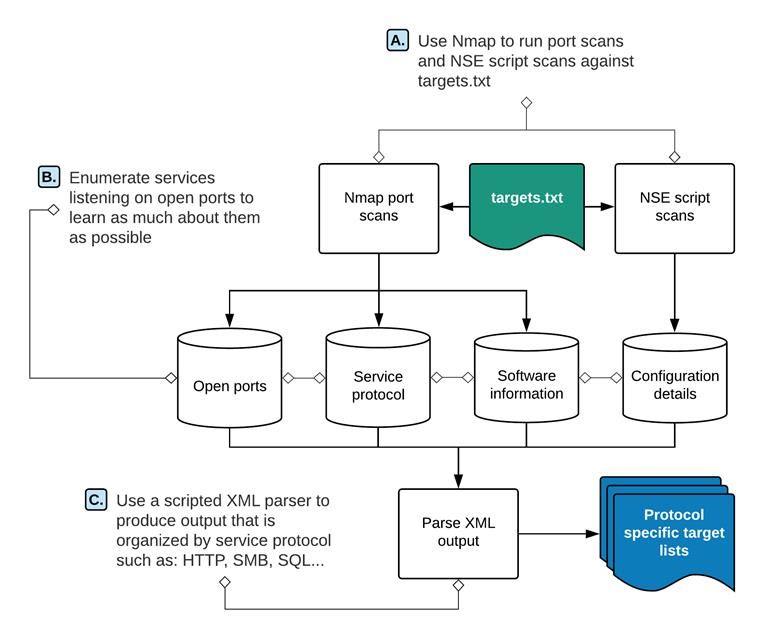 A. Use Nmap to run port scans
and NSE script scans against
targets.txt
B. Enumerate services
listening on open ports to
learn as much about them
as possible
Nmap port
scans
targets.txt
NSE script
scans
Open ports
Service
protocol
Software
information
Configuration
details
C. Use a scripted XML parser to
produce output that is
organized by service protocol
such as: HTTP, SMB, SQL...
Parse XML
output
Protocol
specific target
lists